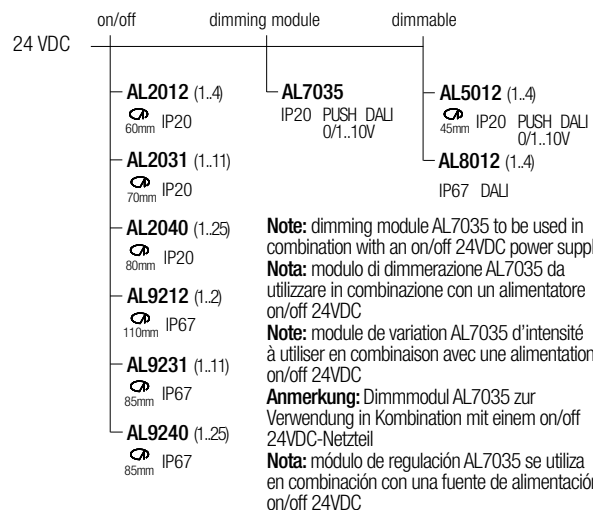 on/off dimming module dimmable
24 VDC
AL2012 (1..4)
60mm IP20
AL2031 (1..11)
70mm IP20
AL2040 (1..25)
80mm IP20
AL9212 (1..2)
110mm IP67
AL9231 (1..11)
85mm IP67
AL9240 (1..25)
85mm IP67
AL7035
IP20 PUSH DALI
0/1..10V
AL5012 (1..4)
45mm IP20 PUSH DALI
0/1..10V
AL8012 (1..4)
IP67 DALI
Note: dimming module AL7035 to be used in
combination with an on/off 24VDC power suppl
Nota: modulo di dimmerazione AL7035 da
utilizzare in combinazione con un alimentatore
on/off 24VDC
Note: module de variation AL7035 d’intensité
à utiliser en combinaison avec une alimentation
on/off 24VDC
Anmerkung: Dimmmodul AL7035 zur
Verwendung in Kombination mit einem on/off
24VDC-Netzteil
Nota: módulo de regulación AL7035 se utiliza
en combinación con una fuente de alimentación
on/off 24VDC